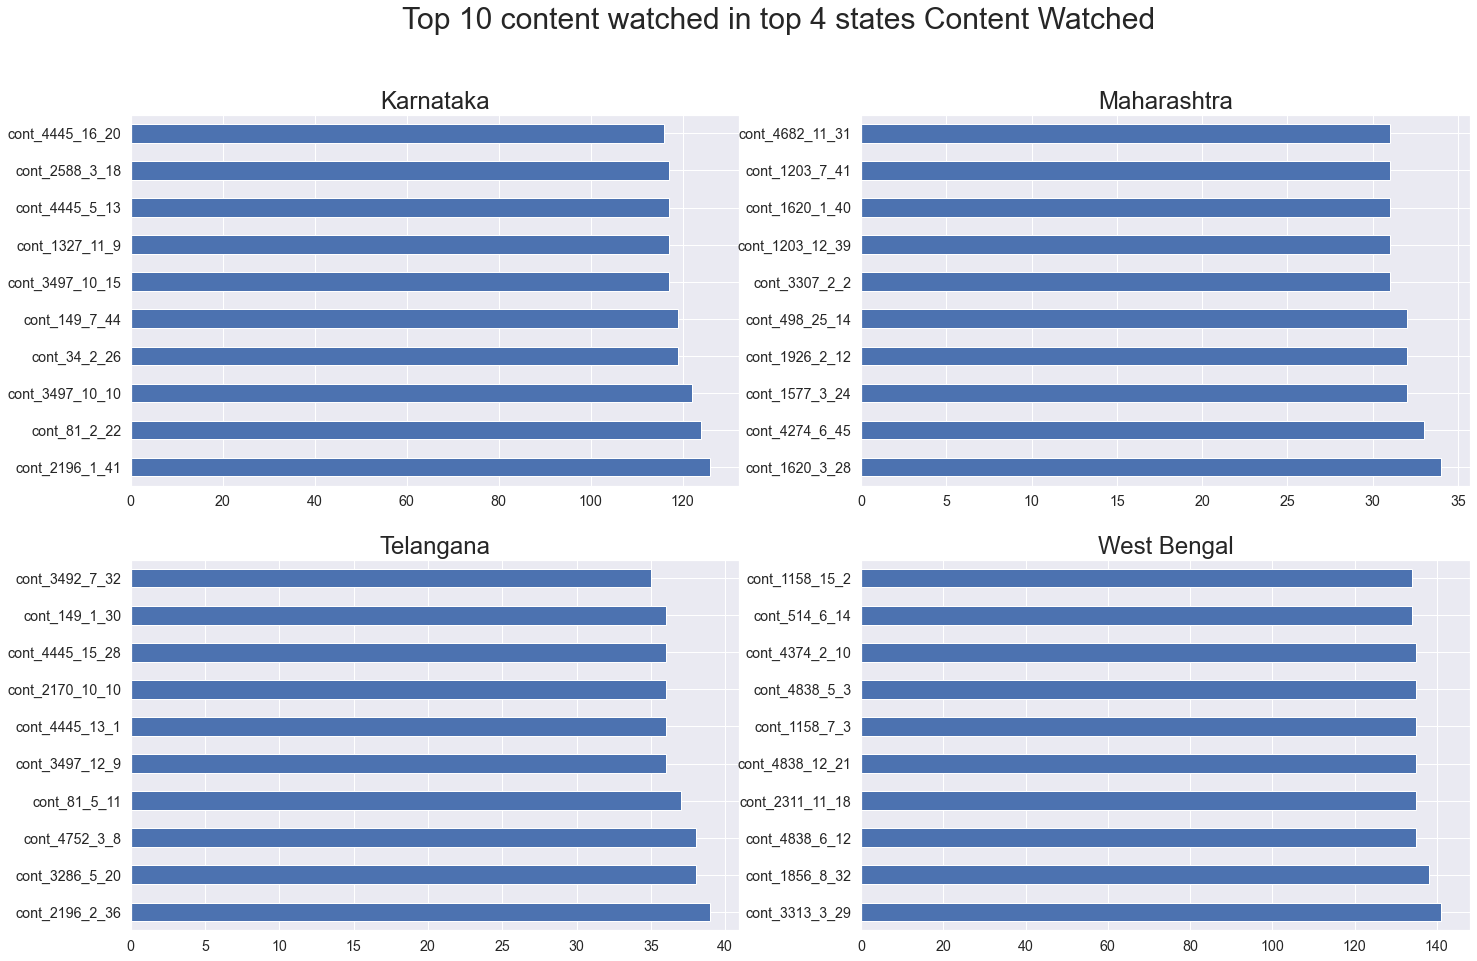 Top 10 content watched in top 4 states Content Watched
Karnataka
cont_4445_16_20
cont_2588_3_18
cont_4445_5_13
cont_1327_11_9
cont_3497_10_15
cont_149_7_44
cont_34_2_26
cont_3497_10_10
cont_81_2_22
cont_2196_1_41
0 20 40 60 80 100 120
Maharashtra
cont_4682_11_31
cont_1203_7_41
cont_1620_1_40
cont_1203_12_39
cont_3307_2_2
cont_498_25_14
cont_1926_2_12
cont_1577_3_24
cont_4274_6_45
cont_1620_3_28
0 5 10 15 20 25 30 35
Telangana
cont_3492_7_32
cont_149_1_30
cont_4445_15_28
cont_2170_10_10
cont_4445_13_1
cont_3497_12_9
cont_81_5_11
cont_4752_3_8
cont_3286_5_20
cont_2196_2_36
0 5 10 15 20 25 30 35 40
West Bengal
cont_1158_15_2
cont_514_6_14
cont_4374_2_10
cont_4838_5_3
cont_1158_7_3
cont_4838_12_21
cont_2311_11_18
cont_4838_6_12
cont_1856_8_32
cont_3313_3_29
0 20 40 60 80 100 120 140